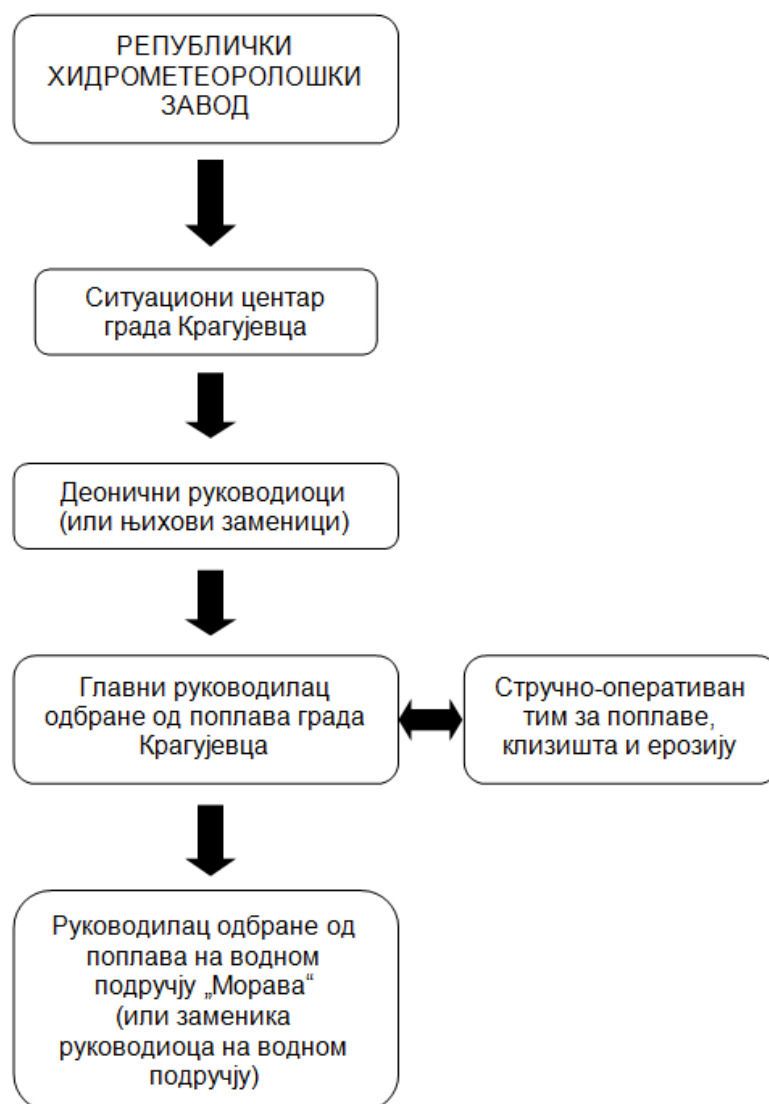 РЕПУБЛИЧКИ
ХИДРОМЕТЕОРОЛОШКИ
ЗАВОД
Ситуациони центар
града Крагујевца
Деонични руководиоци
(или њихови заменици)
Главни руководилац
одбране од поплава града
Крагујевца
Стручно-оперативан
тим за поплаве,
клизишта и ерозију
Руководилац одбране од
поплава на водном
подручју „Морава“
(или заменика
руководиоца на водном
подручју)